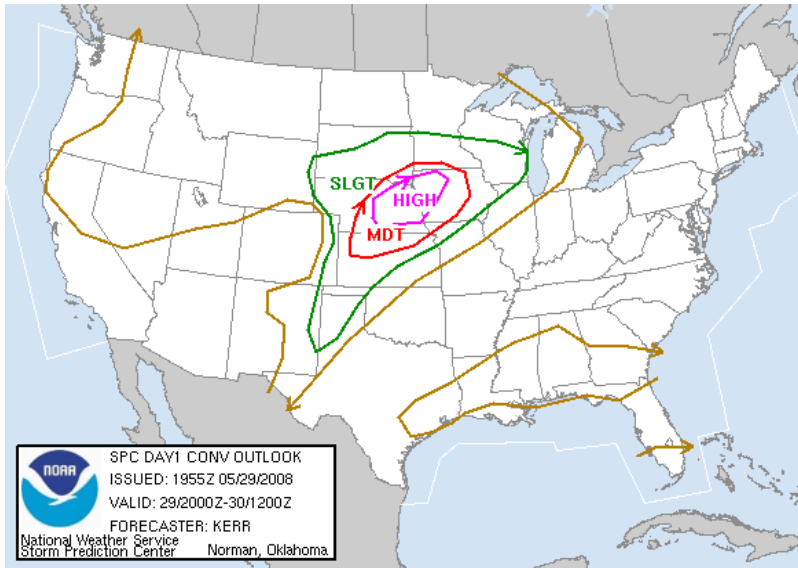 SLGT
HIGH
MDT
NOAA
SPC DAY1 CONV OUTLOOK
ISSUED: 1955Z 05/29/2008
VALID: 29/2000Z-30/1200Z
FORECASTER: KERR
National Weather Service
Storm Prediction Center Norman, Oklahoma